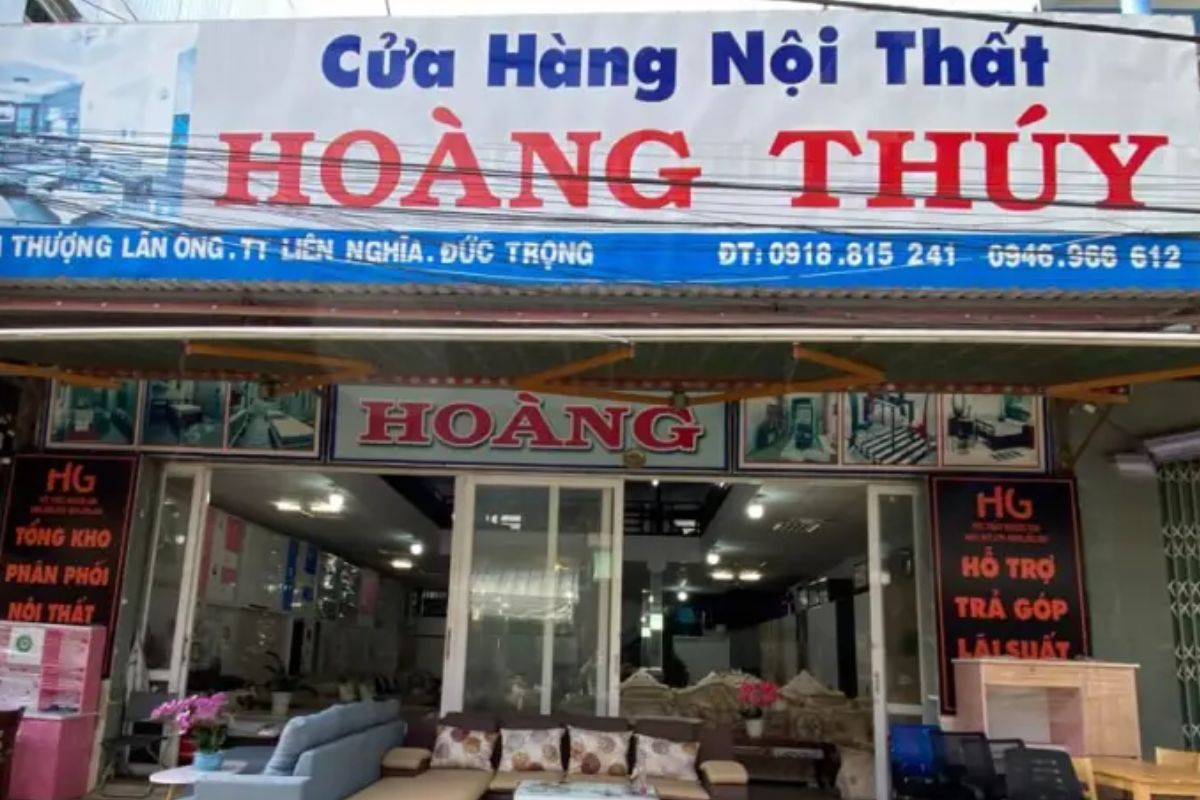 Cửa Hàng Nội Thất
HOÀNG THÚY
THƯỢNG LÃN ÔNG.TT LIÊN NGHĨA.ĐỨC TRỌNG ĐT:0918.815 241 0946.966 612
HOÀNG
HG
TỔNG KHO
PHÂN PHỐI
NỘI THẤT
HG
HỖ TRỢ
TRẢ GÓP
LÃI SUẤT